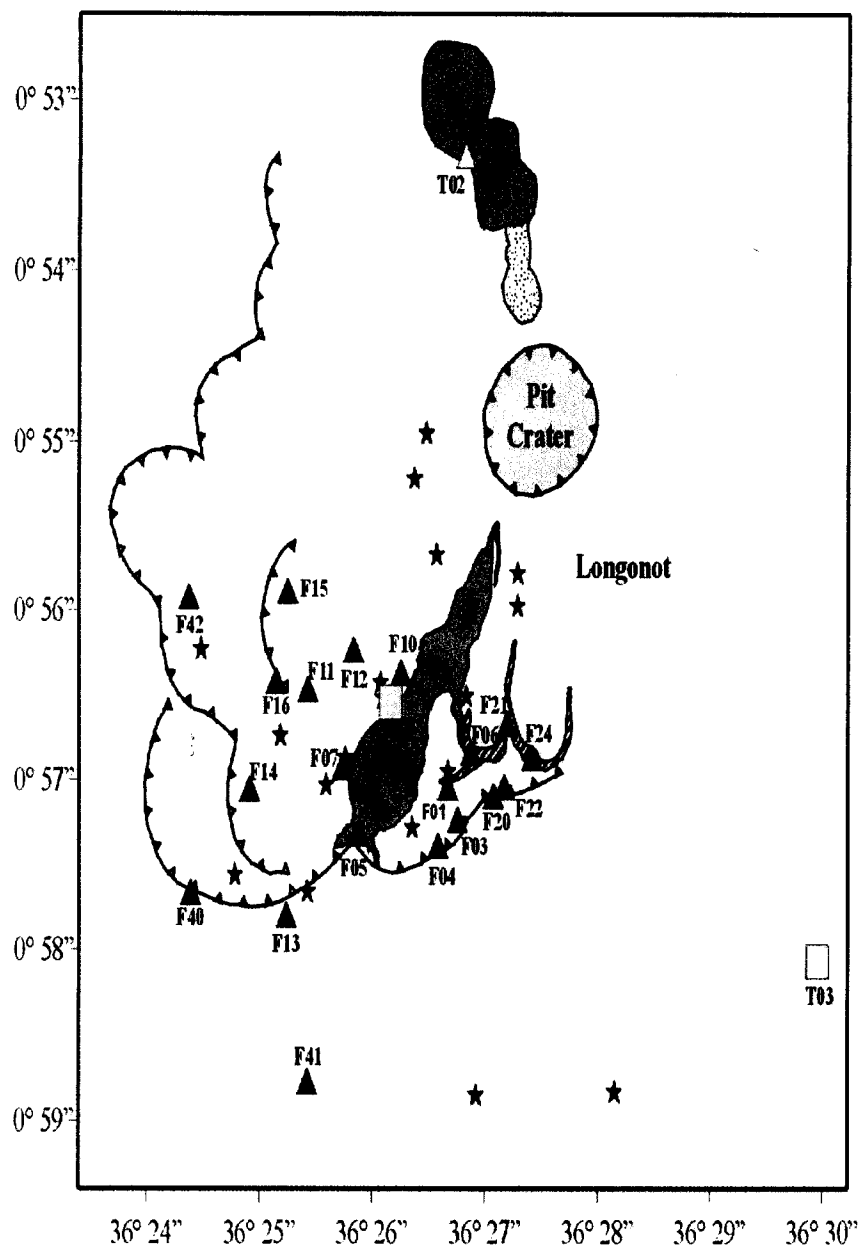 0° 53”
T02
0° 54”
Pit
Crater
0° 55”
Longonot
F15
0° 56”
F42
F10
F11
F12
F16
F21
F06
F24
F07
0° 57”
F14
F01
F22
F20
F03
F05
F04
F40
F13
0° 58”
T03
F41
0° 59”
36° 24”
36° 25”
36° 26”
36° 27”
36° 28”
36° 29”
36° 30”